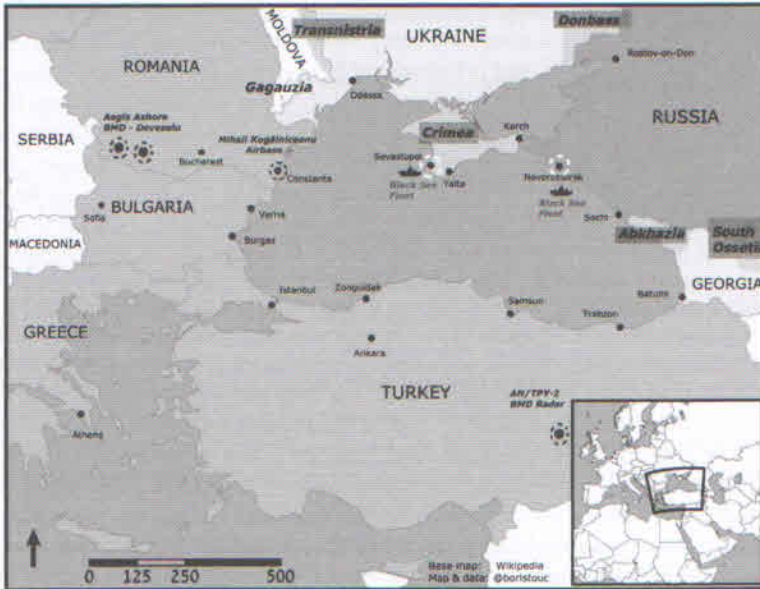 MOLDOVA
Transnistria
UKRAINE
Donbass
ROMANIA
Rostov-on-Don
Gagauzia
Odessa
RUSSIA
Aegis Ashore
BMD - Deveselu
SERBIA
Mihail Kogălniceanu
Airbase
Crimea
Kerch
Bucharest
Sevastopol
Constanta
Yalta
Novorossiysk
Black Sea
Fleet
Black Sea
Fleet
Sofia
BULGARIA
Varna
Sochi
Abkhazia
South
Osseti
MACEDONIA
Burgas
GEORGIA
Istanbul
Zonguldak
Samsun
Batumi
Trabzon
GREECE
Ankara
TURKEY
AN/TPY-2
BMD Radar
Athens
0 125 250 500
Base map: Wikipedia
Map & data: @boristouc